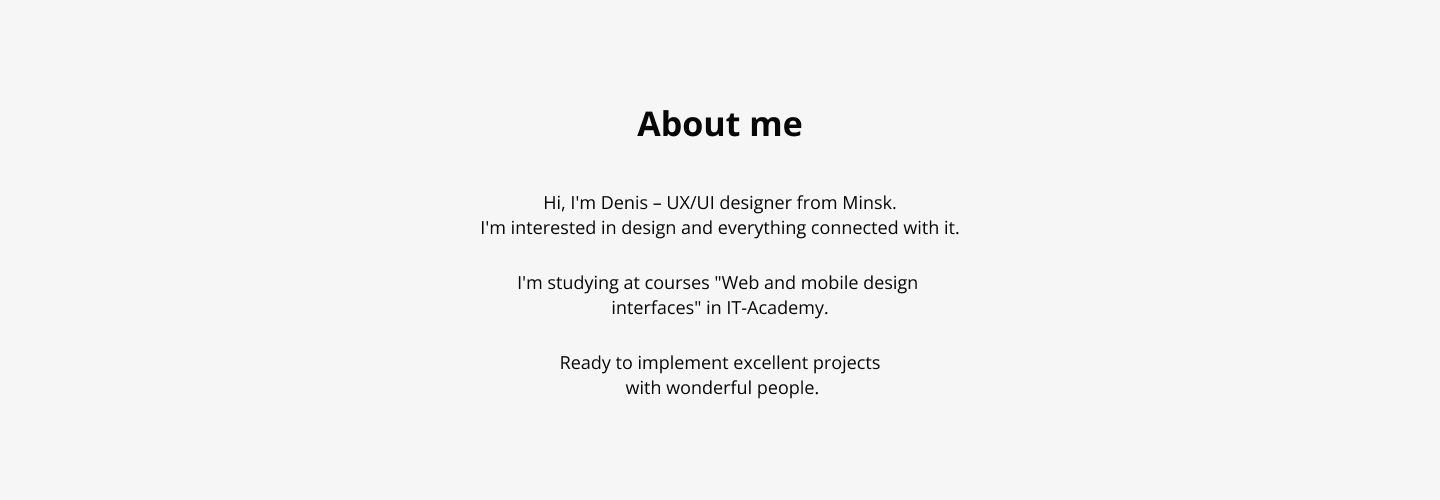 About me
Hi, I'm Denis – UX/UI designer from Minsk.
I'm interested in design and everything connected with it.
I'm studying at courses "Web and mobile design
interfaces" in IT-Academy.
Ready to implement excellent projects
with wonderful people.